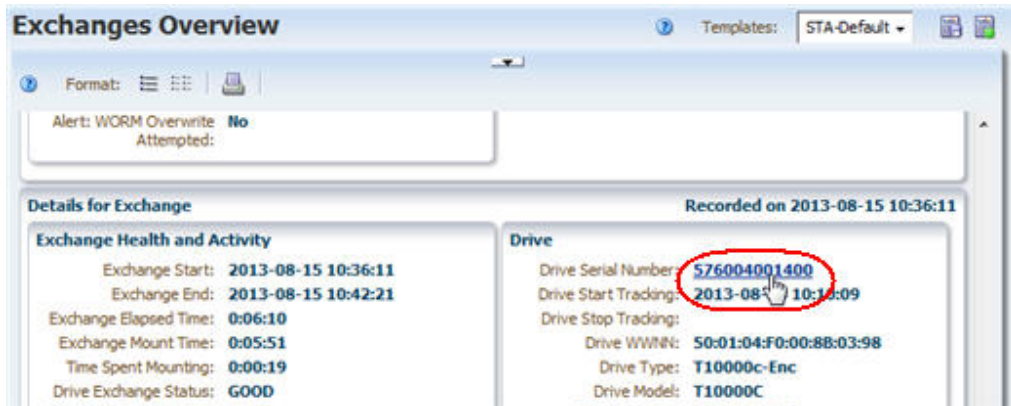 Exchanges Overview
Templates: STA-Default
Format:
Alert: WORM Overwrite Attempted: No
Details for Exchange
Recorded on 2013-08-15 10:36:11
Exchange Health and Activity
Exchange Start: 2013-08-15 10:36:11
Exchange End: 2013-08-15 10:42:21
Exchange Elapsed Time: 0:06:10
Exchange Mount Time: 0:05:51
Time Spent Mounting: 0:00:19
Drive Exchange Status: GOOD
Drive
Drive Serial Number: 576004001400
Drive Start Tracking: 2013-08
Drive Stop Tracking:
Drive WWNN: 50:01:04:F0:00:8B:03:98
Drive Type: T10000c-Enc
Drive Model: T10000C